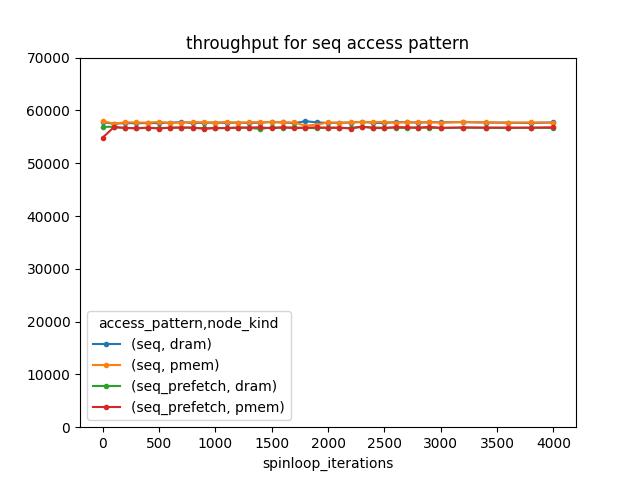 throughput for seq access pattern
70000
60000
50000
40000
30000
20000
10000
0
access_pattern,node_kind
(seq, dram)
(seq, pmem)
(seq_prefetch, dram)
(seq_prefetch, pmem)
0 500 1000 1500 2000 2500 3000 3500 4000
spinloop_iterations